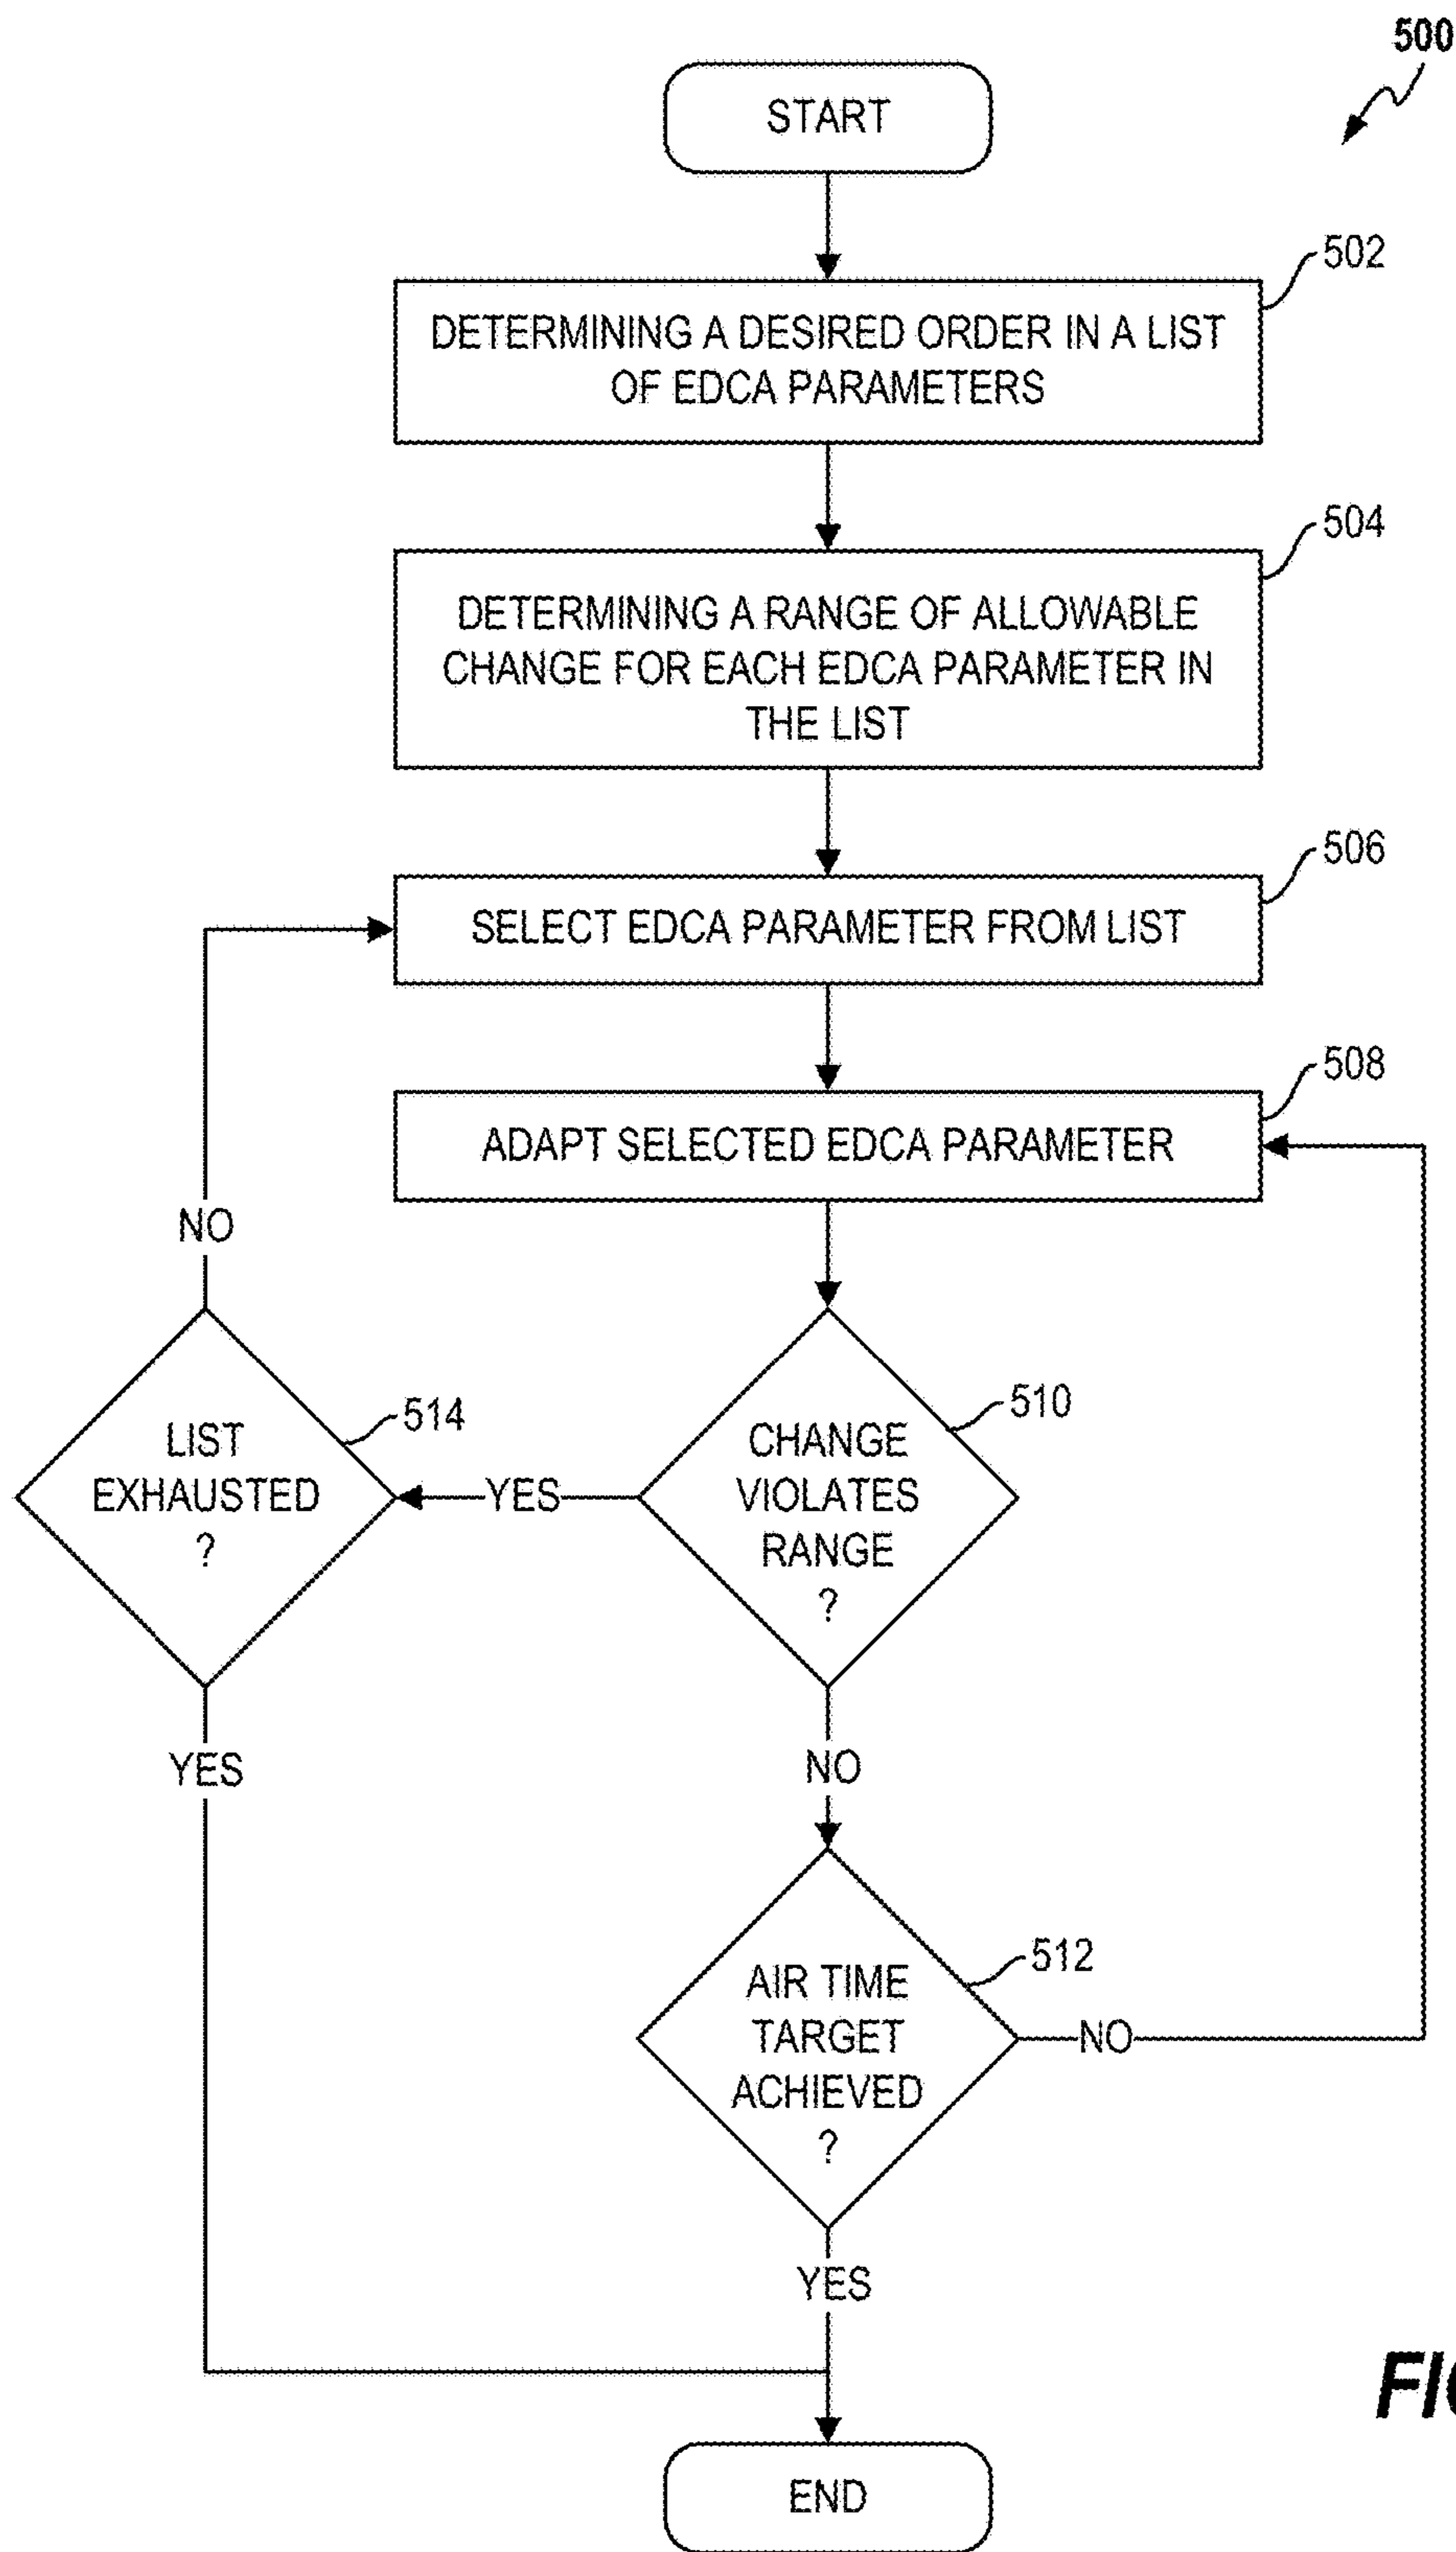 500
START
502
DETERMINING A DESIRED ORDER IN A LIST
OF EDCA PARAMETERS
504
DETERMINING A RANGE OF ALLOWABLE
CHANGE FOR EACH EDCA PARAMETER IN
THE LIST
506
SELECT EDCA PARAMETER FROM LIST
508
ADAPT SELECTED EDCA PARAMETER
NO
514
LIST
EXHAUSTED
?
YES
510
CHANGE
VIOLATES
RANGE
?
YES
NO
512
AIR TIME
TARGET
ACHIEVED
?
NO
YES
END